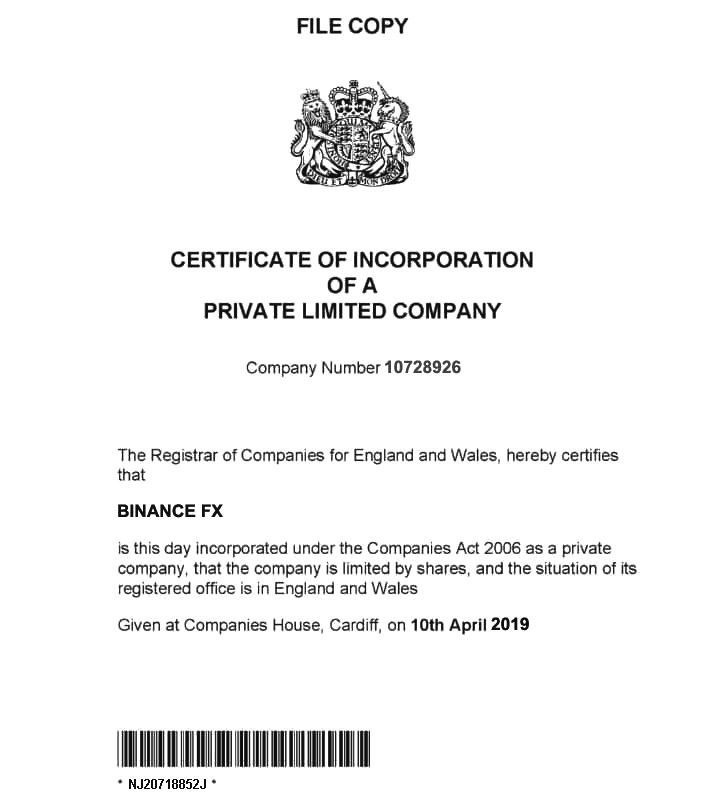 FILE COPY
DIEU ET MON DROIT
CERTIFICATE OF INCORPORATION
OF A
PRIVATE LIMITED COMPANY
Company Number 10728926
The Registrar of Companies for England and Wales, hereby certifies
that
BINANCE FX
is this day incorporated under the Companies Act 2006 as a private
company, that the company is limited by shares, and the situation of its
registered office is in England and Wales
Given at Companies House, Cardiff, on 10th April 2019
* NJ20718852J *